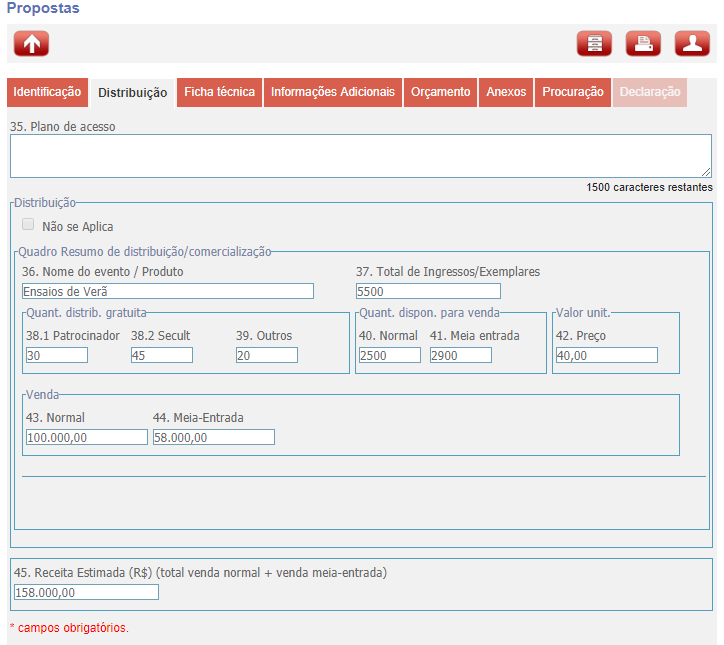 Propostas
Identificação Distribuição Ficha técnica Informações Adicionais Orçamento Anexos Procuração Declaração
35. Plano de acesso
1500 caracteres restantes
Distribuição
Não se Aplica
Quadro Resumo de distribuição/comercialização
36. Nome do evento / Produto 37. Total de Ingressos/Exemplares
Ensaios de Verã 5500
Quant. distrib. gratuita Quant. dispon. para venda Valor unit.
38.1 Patrocinador 38.2 Secult 39. Outros 40. Normal 41. Meia entrada 42. Preço
30 45 20 2500 2900 40,00
Venda
43. Normal 44. Meia-Entrada
100.000,00 58.000,00
45. Receita Estimada (R$) (total venda normal + venda meia-entrada)
158.000,00
* campos obrigatórios.